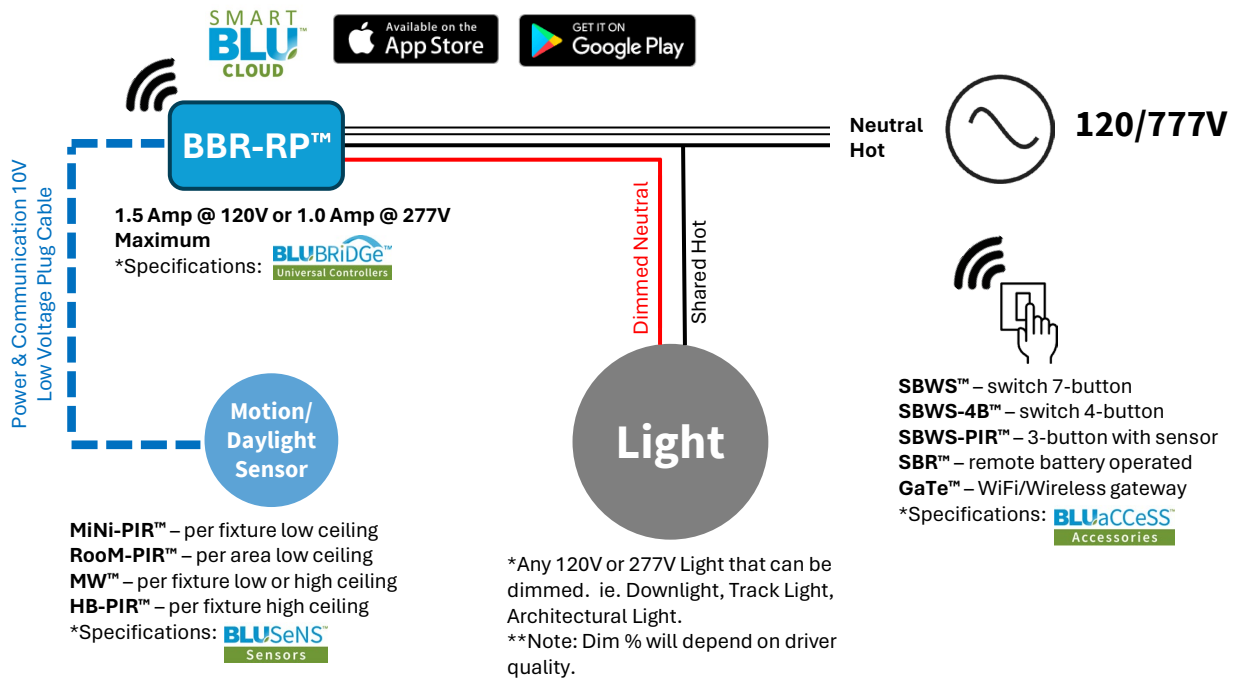 SMART
BLU™
CLOUD
Available on the
App Store
GET IT ON
Google Play
BBR-RP™
Neutral
Hot
120/777V
Power & Communication 10V
Low Voltage Plug Cable
1.5 Amp @ 120V or 1.0 Amp @ 277V
Maximum
*Specifications: BLUBRiDGe™
Universal Controllers
Dimmed Neutral
Shared Hot
Motion/
Daylight
Sensor
MiNi-PIR™ – per fixture low ceiling
RooM-PIR™ – per area low ceiling
MW™ – per fixture low or high ceiling
HB-PIR™ – per fixture high ceiling
*Specifications: BLUSeNS™
Sensors
Light
*Any 120V or 277V Light that can be
dimmed. ie. Downlight, Track Light,
Architectural Light.
**Note: Dim % will depend on driver
quality.
SBWS™ – switch 7-button
SBWS-4B™ – switch 4-button
SBWS-PIR™ – 3-button with sensor
SBR™ – remote battery operated
GaTe™ – WiFi/Wireless gateway
*Specifications: BLUaCCeSS™
Accessories